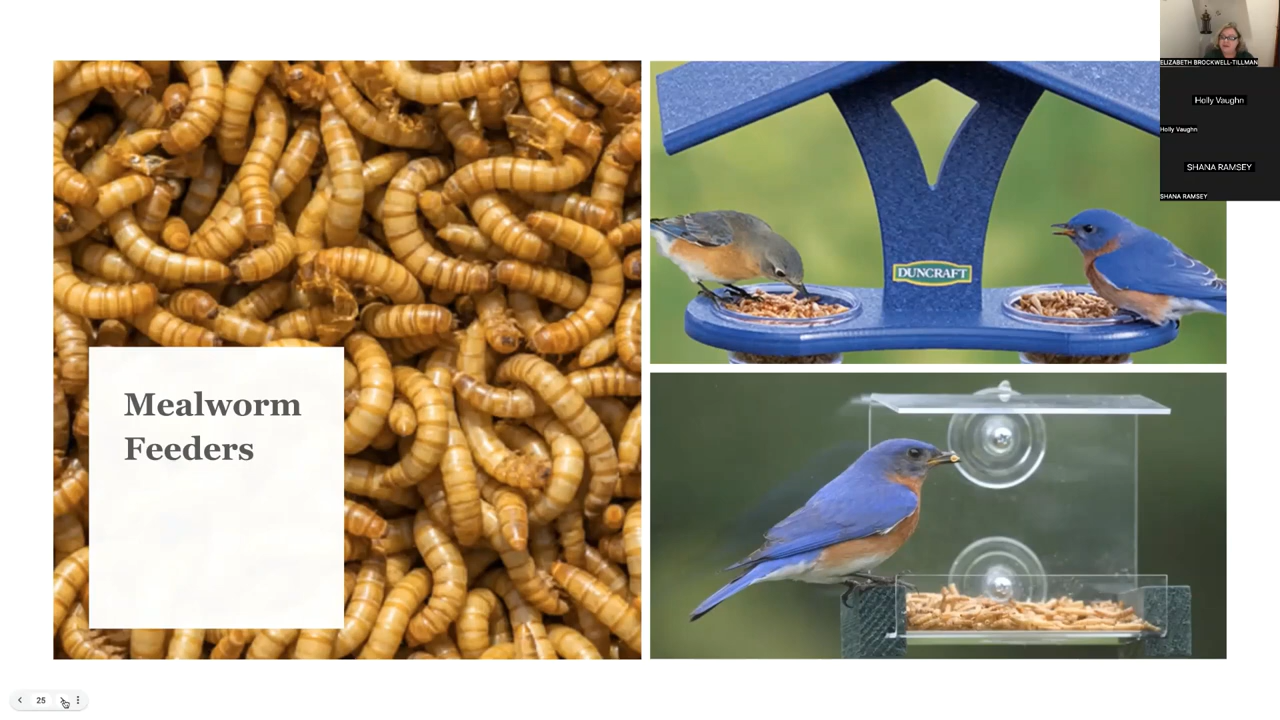 Mealworm
Feeders
DUNCRAFT
ELIZABETH BROCKWELL-TILLMAN
Holly Vaughn
Holly Vaughn
SHANA RAMSEY
SHANA RAMSEY
25